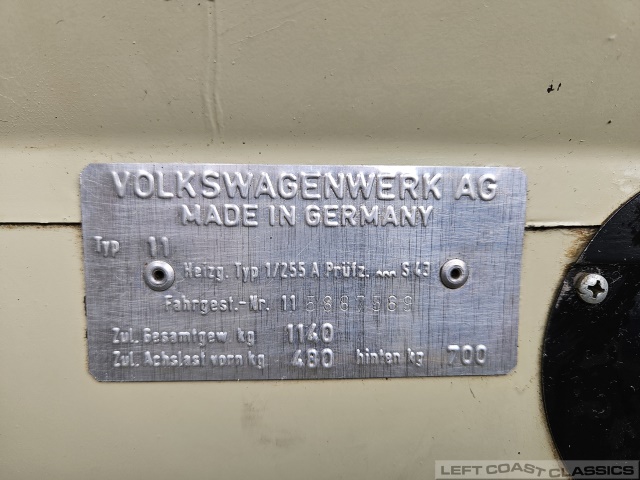 VOLKSWAGENWERK AG
MADE IN GERMANY
Typ 11
Heizg. Typ 1/255 A Prüfz. ⁓ S 43
Fahrgest.-Nr. 11
Zul. Gesamtgew kg 1140
Zul. Achslast vorn kg 480 hinten kg 700
LEFT COAST CLASSICS